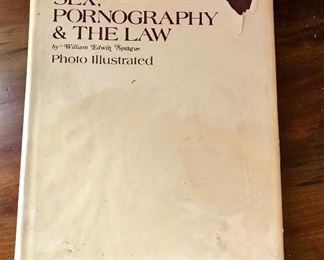 SEX,
PORNOGRAPHY
& THE LAW
by William Edwin Sprague
Photo Illustrated